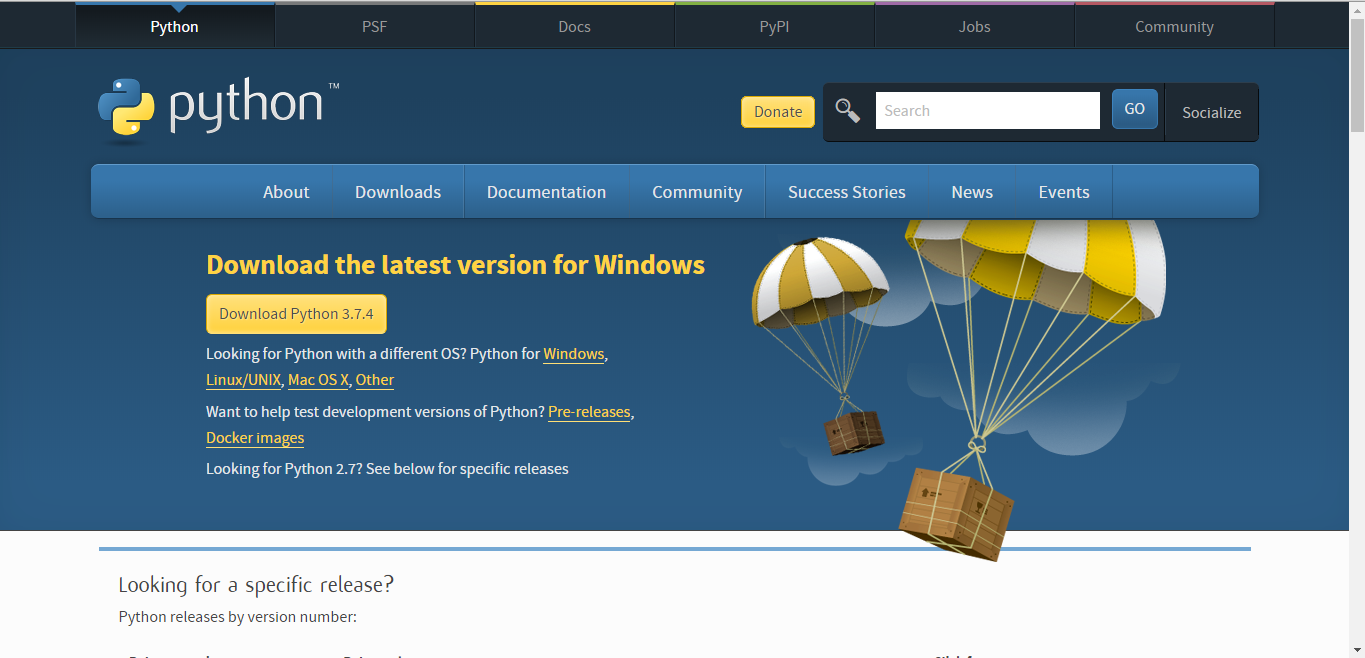 Python PSF Docs PyPI Jobs Community
python™
Donate Search GO Socialize
About Downloads Documentation Community Success Stories News Events
Download the latest version for Windows
Download Python 3.7.4
Looking for Python with a different OS? Python for Windows,
Linux/UNIX, Mac OS X, Other
Want to help test development versions of Python? Pre-releases,
Docker images
Looking for Python 2.7? See below for specific releases
Looking for a specific release?
Python releases by version number: